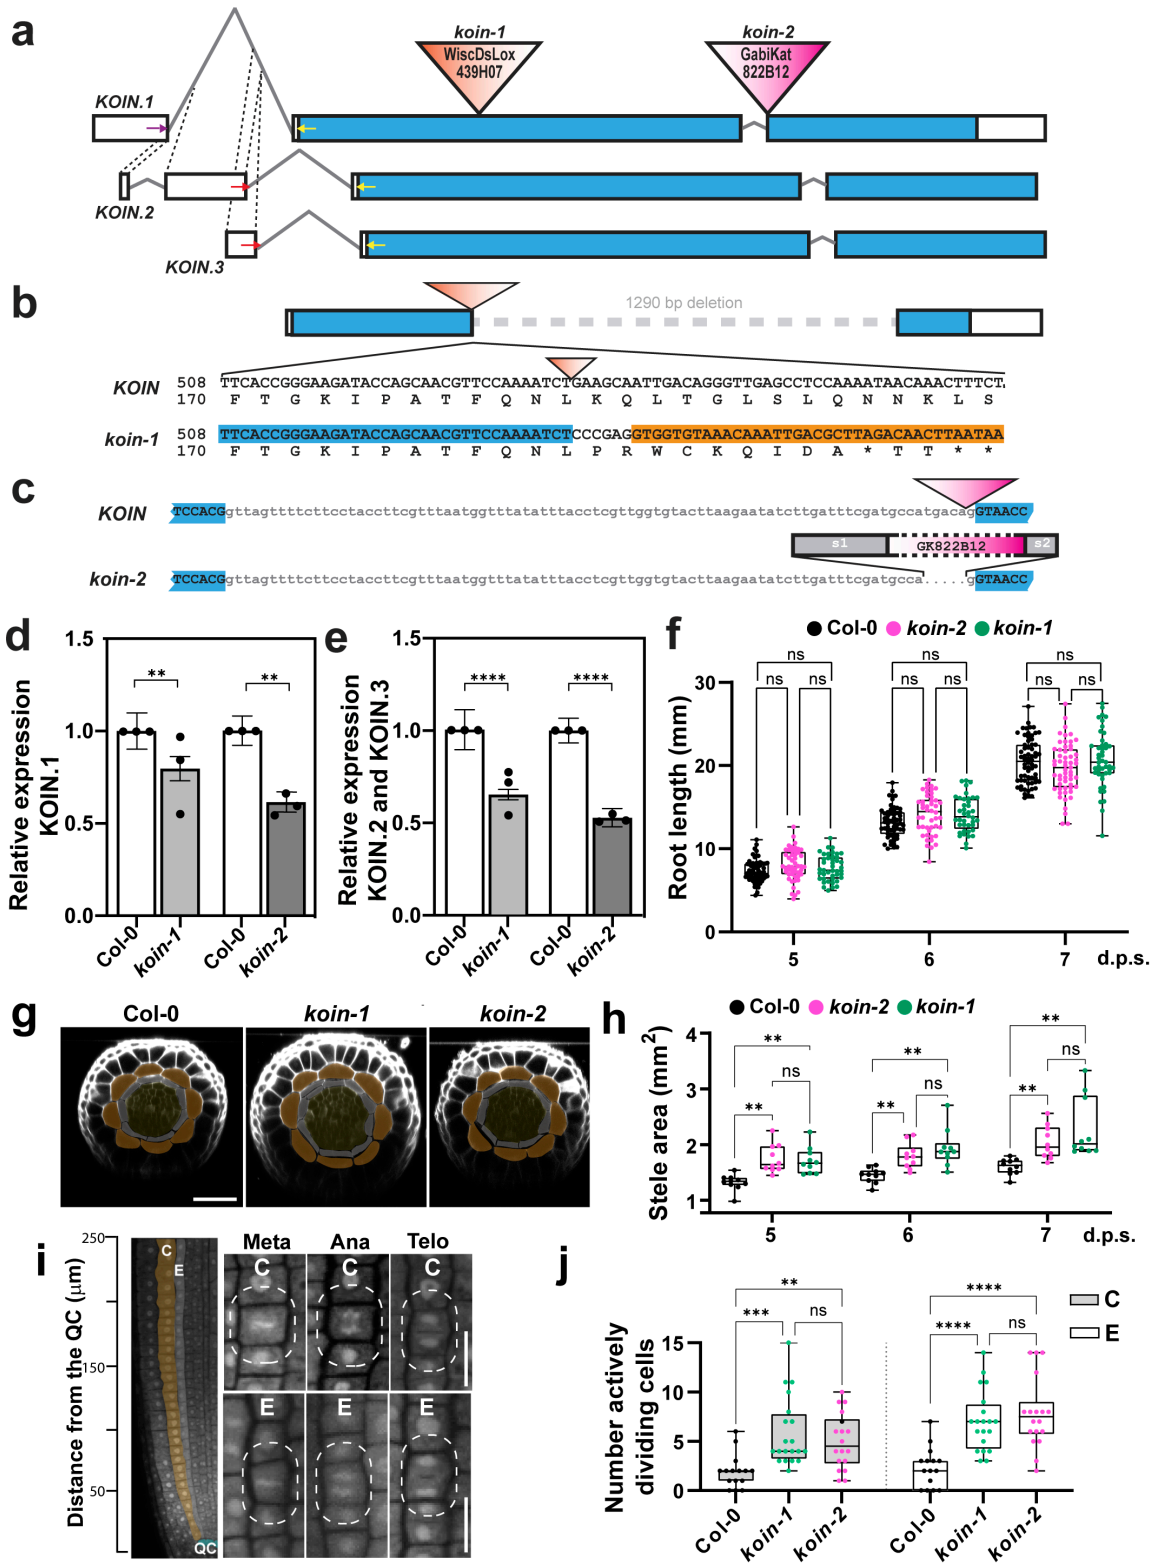 a
koin-1
WiscDsLox
439H07
koin-2
GabiKat
822B12
KOIN.1
KOIN.2
KOIN.3
b
1290 bp deletion
KOIN 508 TTCACCGGGAAGATACCAGCAACGTTCCAAAATCTGAAGCAATTGACAGGGTTGAGCCTCCAAAATAACAAACTTTCT
170 F T G K I P A T F Q N L K Q L T G L S L Q N N K L S
koin-1 508 TTCACCGGGAAGATACCAGCAACGTTCCAAAATCTCCCGAGGTGGTGTAAACAAATTGACGCTTAGACAACTTAATAA
170 F T G K I P A T F Q N L P R W C K Q I D A * T T * *
c
KOIN TCCACGgttagttttcttcctaccttcgtttaatggtttatatttacctcgttggtgtacttaagaatatcttgatttcgatgccatgacagGTAACC
s1 GK822B12 s2
koin-2 TCCACGgttagttttcttcctaccttcgtttaatggtttatatttacctcgttggtgtacttaagaatatcttgatttcgatgcca.....gGTAACC
d
Relative expression
KOIN.1
1.5
1.0
0.5
0.0
** **
Col-0 koin-1 Col-0 koin-2
e
Relative expression
KOIN.2 and KOIN.3
1.5
1.0
0.5
0.0
**** ****
Col-0 koin-1 Col-0 koin-2
f
Col-0 koin-2 koin-1
Root length (mm)
30
20
10
0
ns ns ns
ns ns ns ns ns ns
5 6 7 d.p.s.
g
Col-0 koin-1 koin-2
h
Col-0 koin-2 koin-1
Stele area (mm2)
4
3
2
1
** ns **
** ns **
** ns **
5 6 7 d.p.s.
i
Distance from the QC (μm)
250
150
50
C
E
QC
Meta Ana Telo
C C C
E E E
j
Number actively
dividing cells
15
10
5
0
** ****
*** ns **** ns
C
E
Col-0 koin-1 koin-2 Col-0 koin-1 koin-2